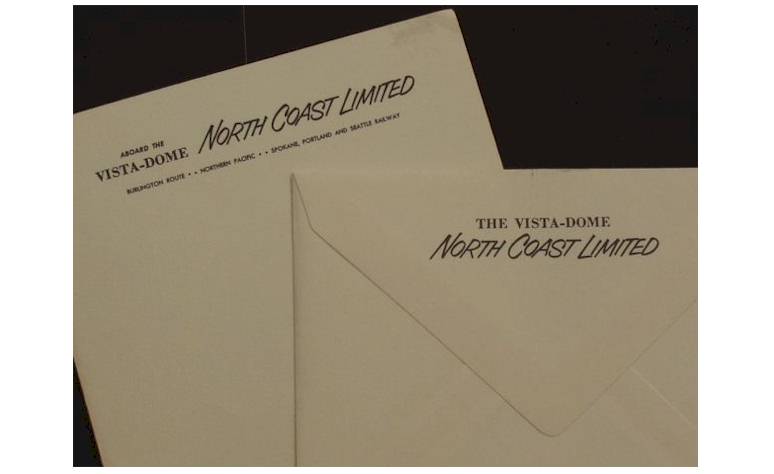 ABOARD THE
VISTA-DOME NORTH COAST LIMITED
BURLINGTON ROUTE • • NORTHERN PACIFIC • • SPOKANE, PORTLAND AND SEATTLE RAILWAY
THE VISTA-DOME
NORTH COAST LIMITED